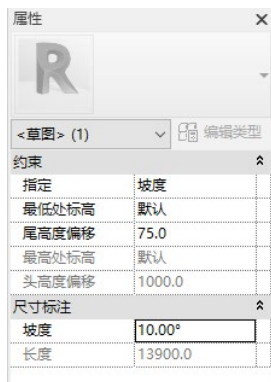 属性
R
<草图> (1) 编辑类型
约束
指定 坡度
最低处标高 默认
尾高度偏移 75.0
最高处标高 默认
头高度偏移 1000.0
尺寸标注
坡度 10.00°
长度 13900.0